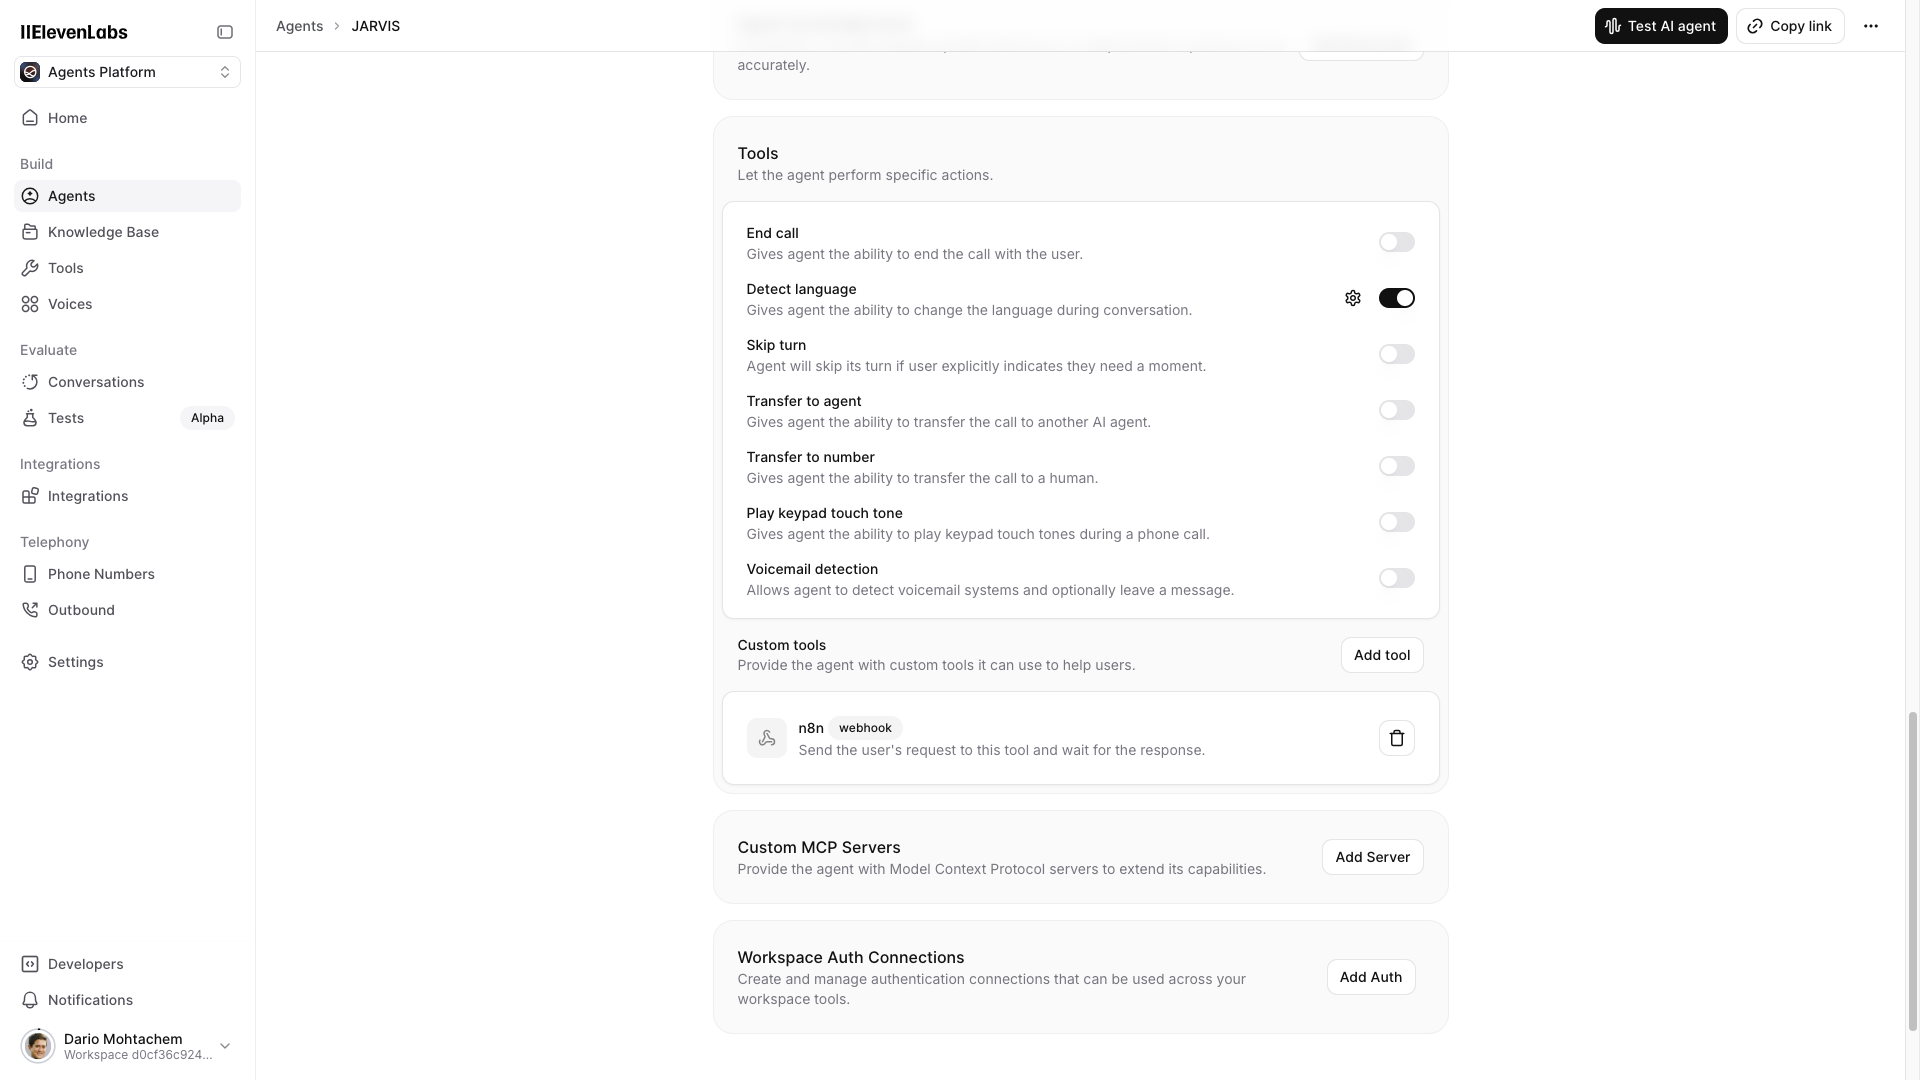 IIElevenLabs
Agents Platform
Home
Build
Agents
Knowledge Base
Tools
Voices
Evaluate
Conversations
Tests
Alpha
Integrations
Integrations
Telephony
Phone Numbers
Outbound
Settings
Developers
Notifications
Dario Mohtachem
Workspace d0cf36c924...
Agents > JARVIS
Test AI agent
Copy link
accurately.
Tools
Let the agent perform specific actions.
End call
Gives agent the ability to end the call with the user.
Detect language
Gives agent the ability to change the language during conversation.
Skip turn
Agent will skip its turn if user explicitly indicates they need a moment.
Transfer to agent
Gives agent the ability to transfer the call to another AI agent.
Transfer to number
Gives agent the ability to transfer the call to a human.
Play keypad touch tone
Gives agent the ability to play keypad touch tones during a phone call.
Voicemail detection
Allows agent to detect voicemail systems and optionally leave a message.
Custom tools
Provide the agent with custom tools it can use to help users.
Add tool
n8n webhook
Send the user's request to this tool and wait for the response.
Custom MCP Servers
Provide the agent with Model Context Protocol servers to extend its capabilities.
Add Server
Workspace Auth Connections
Create and manage authentication connections that can be used across your
workspace tools.
Add Auth